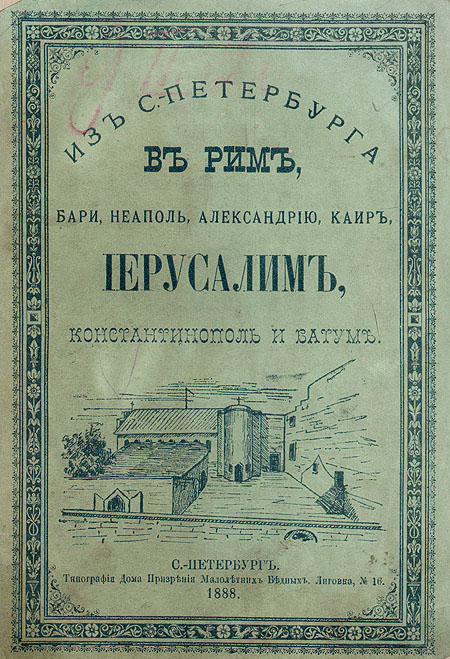 ИЗЪ С.-ПЕТЕРБУРГА
ВЪ РИМЪ,
БАРИ, НЕАПОЛЬ, АЛЕКСАНДРІЮ, КАИРЪ,
ІЕРУСАЛИМЪ,
КОНСТАНТИНОПОЛЬ И БАТУМЪ.
С.-ПЕТЕРБУРГЪ.
Типографія Дома Призрѣнія Малолѣтнихъ Бѣдныхъ. Лиговка, № 16.
1888.